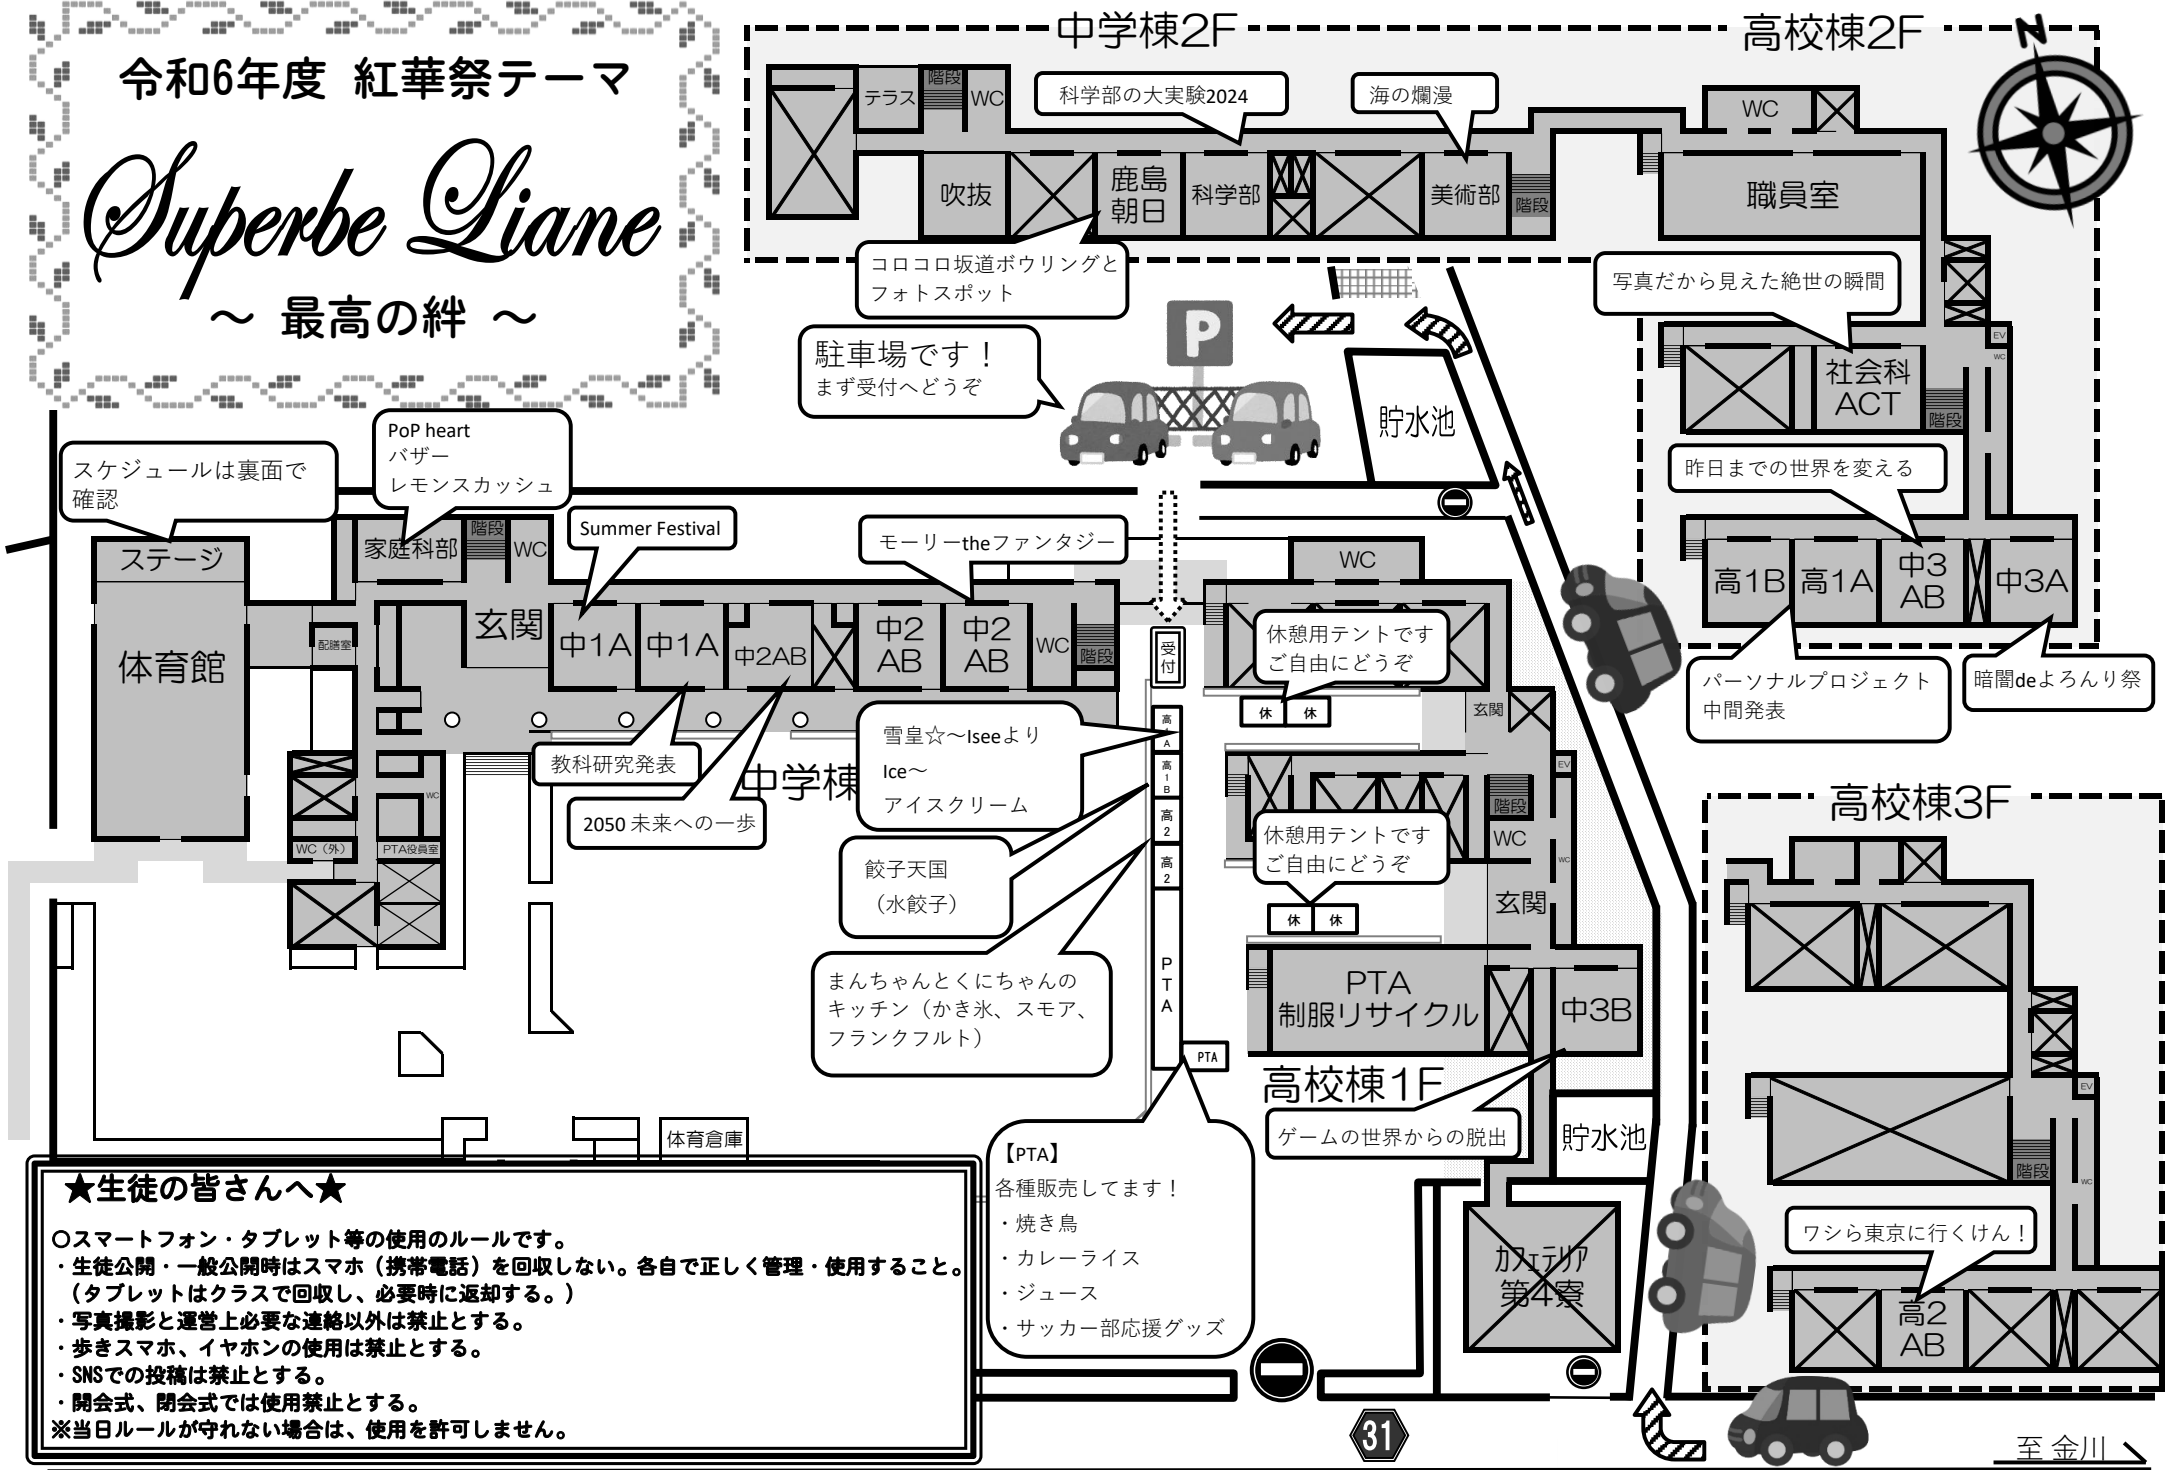 令和6年度 紅華祭テーマ
Superbe Liane
～ 最高の絆 ～
中学棟2F
高校棟2F
N
テラス
階段
WC
科学部の大実験2024
海の爛漫
WC
吹抜
鹿島
朝日
科学部
美術部
階段
職員室
コロコロ坂道ボウリングと
フォトスポット
写真だから見えた絶世の瞬間
EV
WC
社会科
ACT
階段
昨日までの世界を変える
高1B
高1A
中3
AB
中3A
パーソナルプロジェクト
中間発表
暗闇deよろんり祭
P
駐車場です！
まず受付へどうぞ
貯水池
スケジュールは裏面で
確認
PoP heart
バザー
レモンスカッシュ
Summer Festival
モーリーtheファンタジー
ステージ
体育館
家庭科部
階段
WC
配膳室
玄関
中1A
中1A
中2AB
中2
AB
中2
AB
WC
階段
受付
WC
休憩用テントです
ご自由にどうぞ
休
休
玄関
教科研究発表
中学棟
2050 未来への一歩
WC
WC（外）
PTA役員室
雪皇☆～Iseeより
Ice～
アイスクリーム
高
A
高
1
B
高
2
高
2
PTA
PTA
餃子天国
（水餃子）
まんちゃんとくにちゃんの
キッチン（かき氷、スモア、
フランクフルト）
EV
階段
WC
WC
休憩用テントです
ご自由にどうぞ
休
休
玄関
PTA
制服リサイクル
中3B
高校棟1F
ゲームの世界からの脱出
貯水池
体育倉庫
【PTA】
各種販売してます！
・焼き鳥
・カレーライス
・ジュース
・サッカー部応援グッズ
カフェテリア
第4寮
高校棟3F
EV
階段
WC
ワシら東京に行くけん！
高2
AB
★生徒の皆さんへ★
〇スマートフォン・タブレット等の使用のルールです。
・生徒公開・一般公開時はスマホ（携帯電話）を回収しない。各自で正しく管理・使用すること。
（タブレットはクラスで回収し、必要時に返却する。）
・写真撮影と運営上必要な連絡以外は禁止とする。
・歩きスマホ、イヤホンの使用は禁止とする。
・SNSでの投稿は禁止とする。
・開会式、閉会式では使用禁止とする。
※当日ルールが守れない場合は、使用を許可しません。
31
至 金川